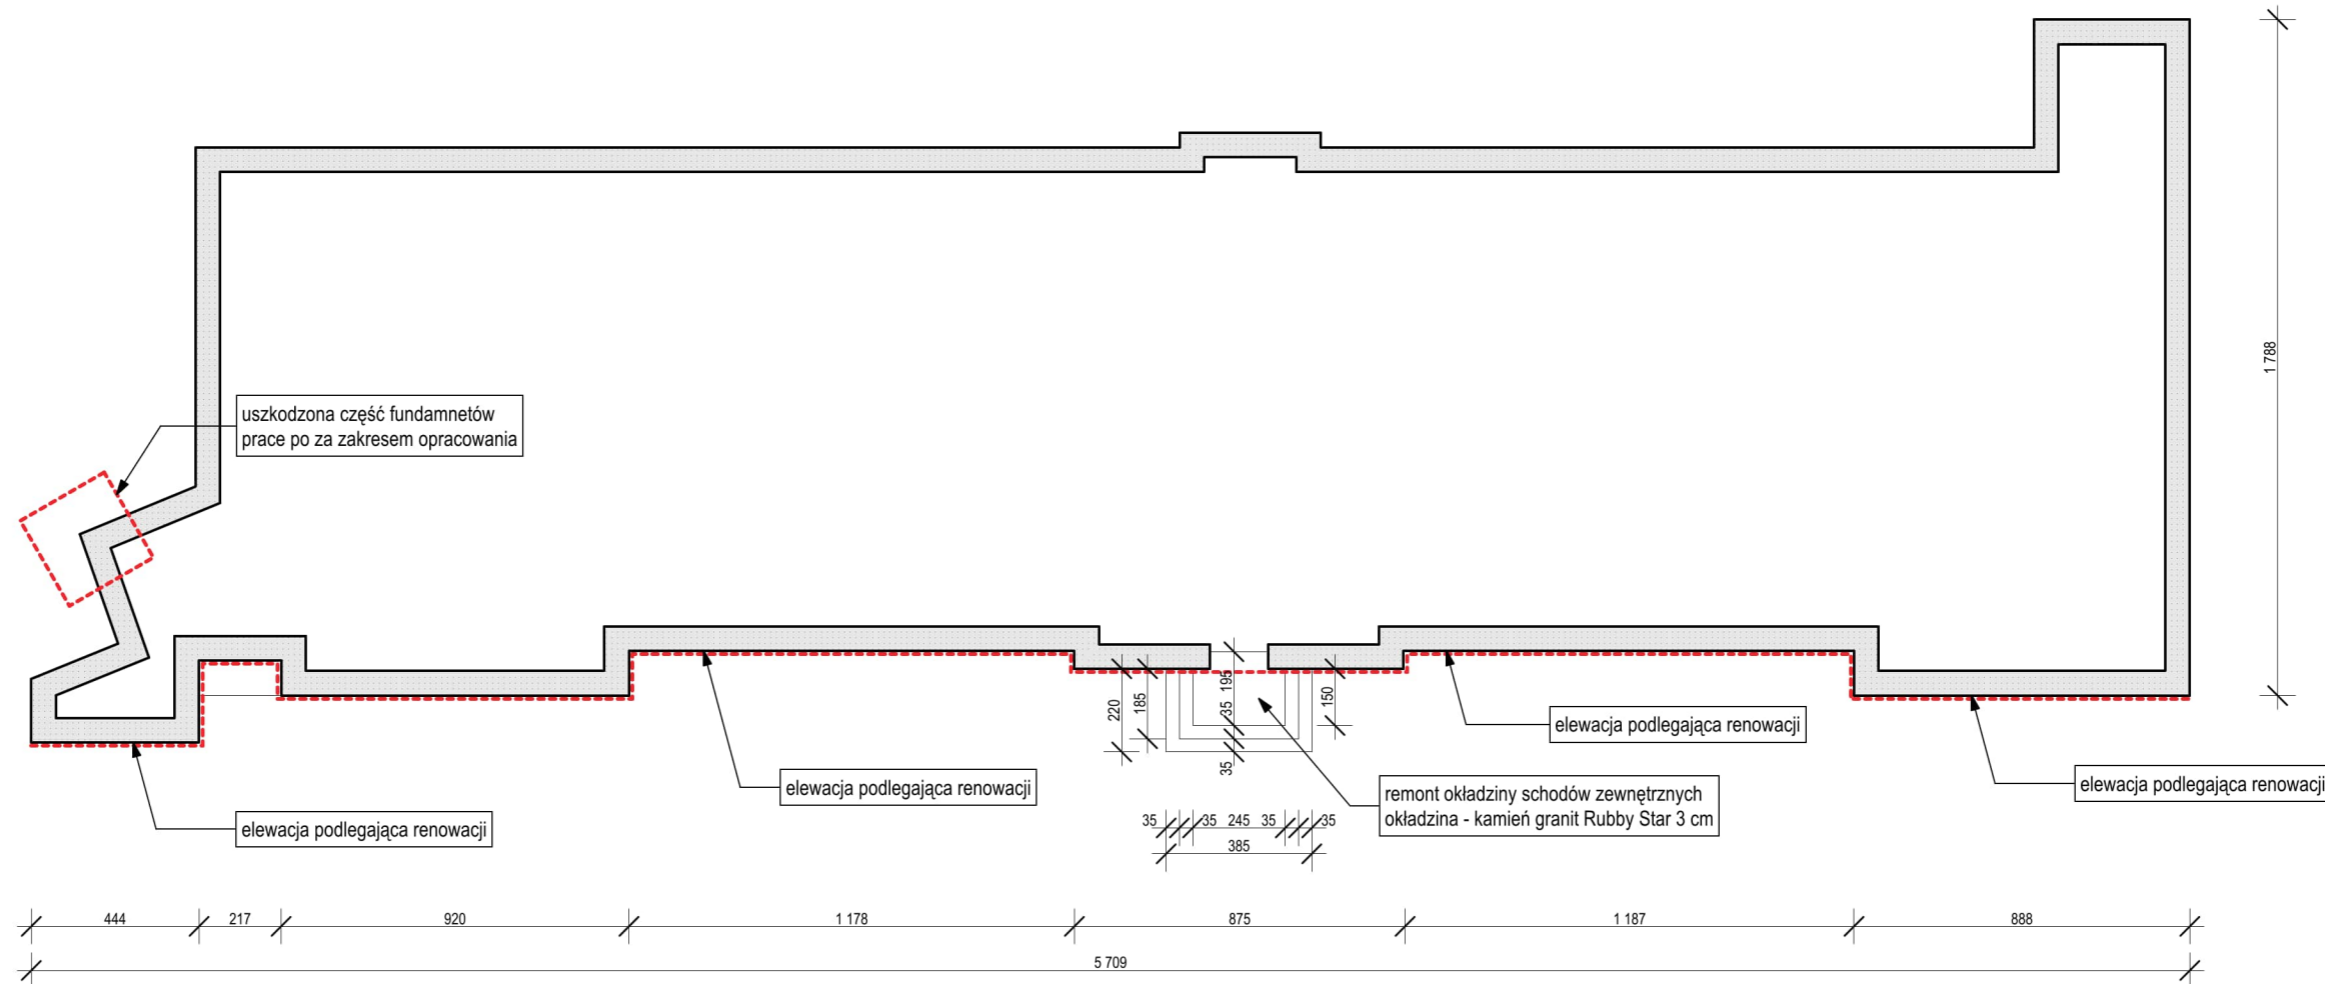 1 788
uszkodzona część fundamnetów
prace po za zakresem opracowania
220
185
195
35
35
150
elewacja podlegająca renowacji
elewacja podlegająca renowacji
elewacja podlegająca renowacji
remont okładziny schodów zewnętrznych
okładzina - kamień granit Rubby Star 3 cm
elewacja podlegająca renowacji
35 35 245 35 35
385
444 217 920 1 178 875 1 187 888
5 709